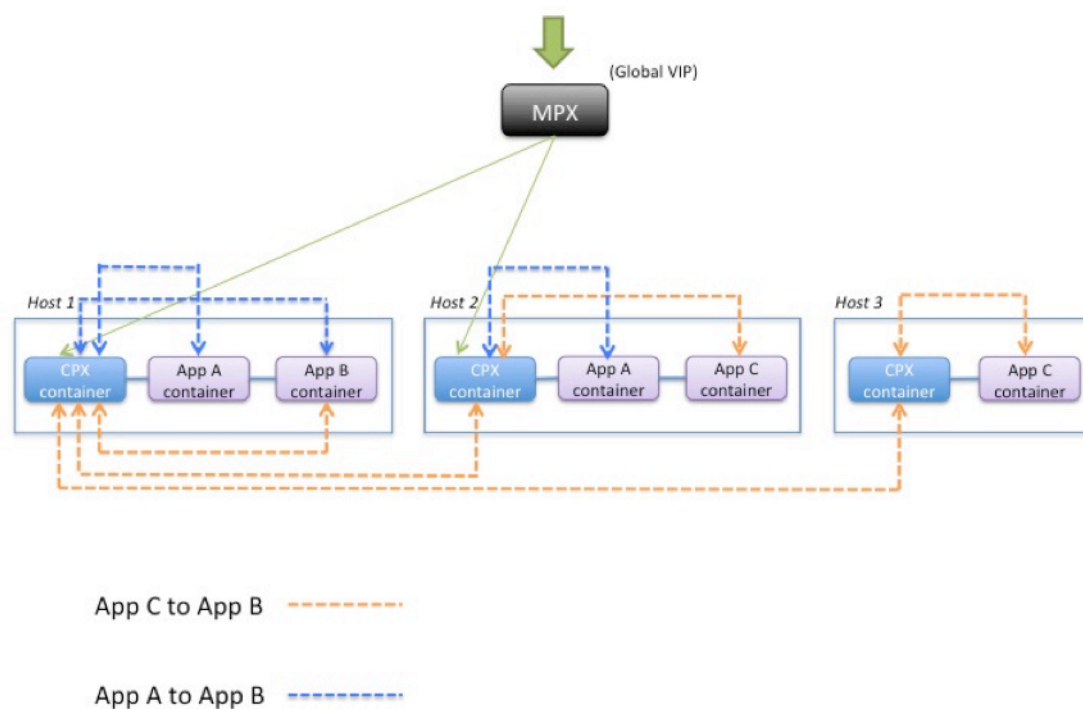 (Global VIP)
MPX
Host 1
Host 2
Host 3
CPX
container
App A
container
App B
container
CPX
container
App A
container
App C
container
CPX
container
App C
container
App C to App B
App A to App B